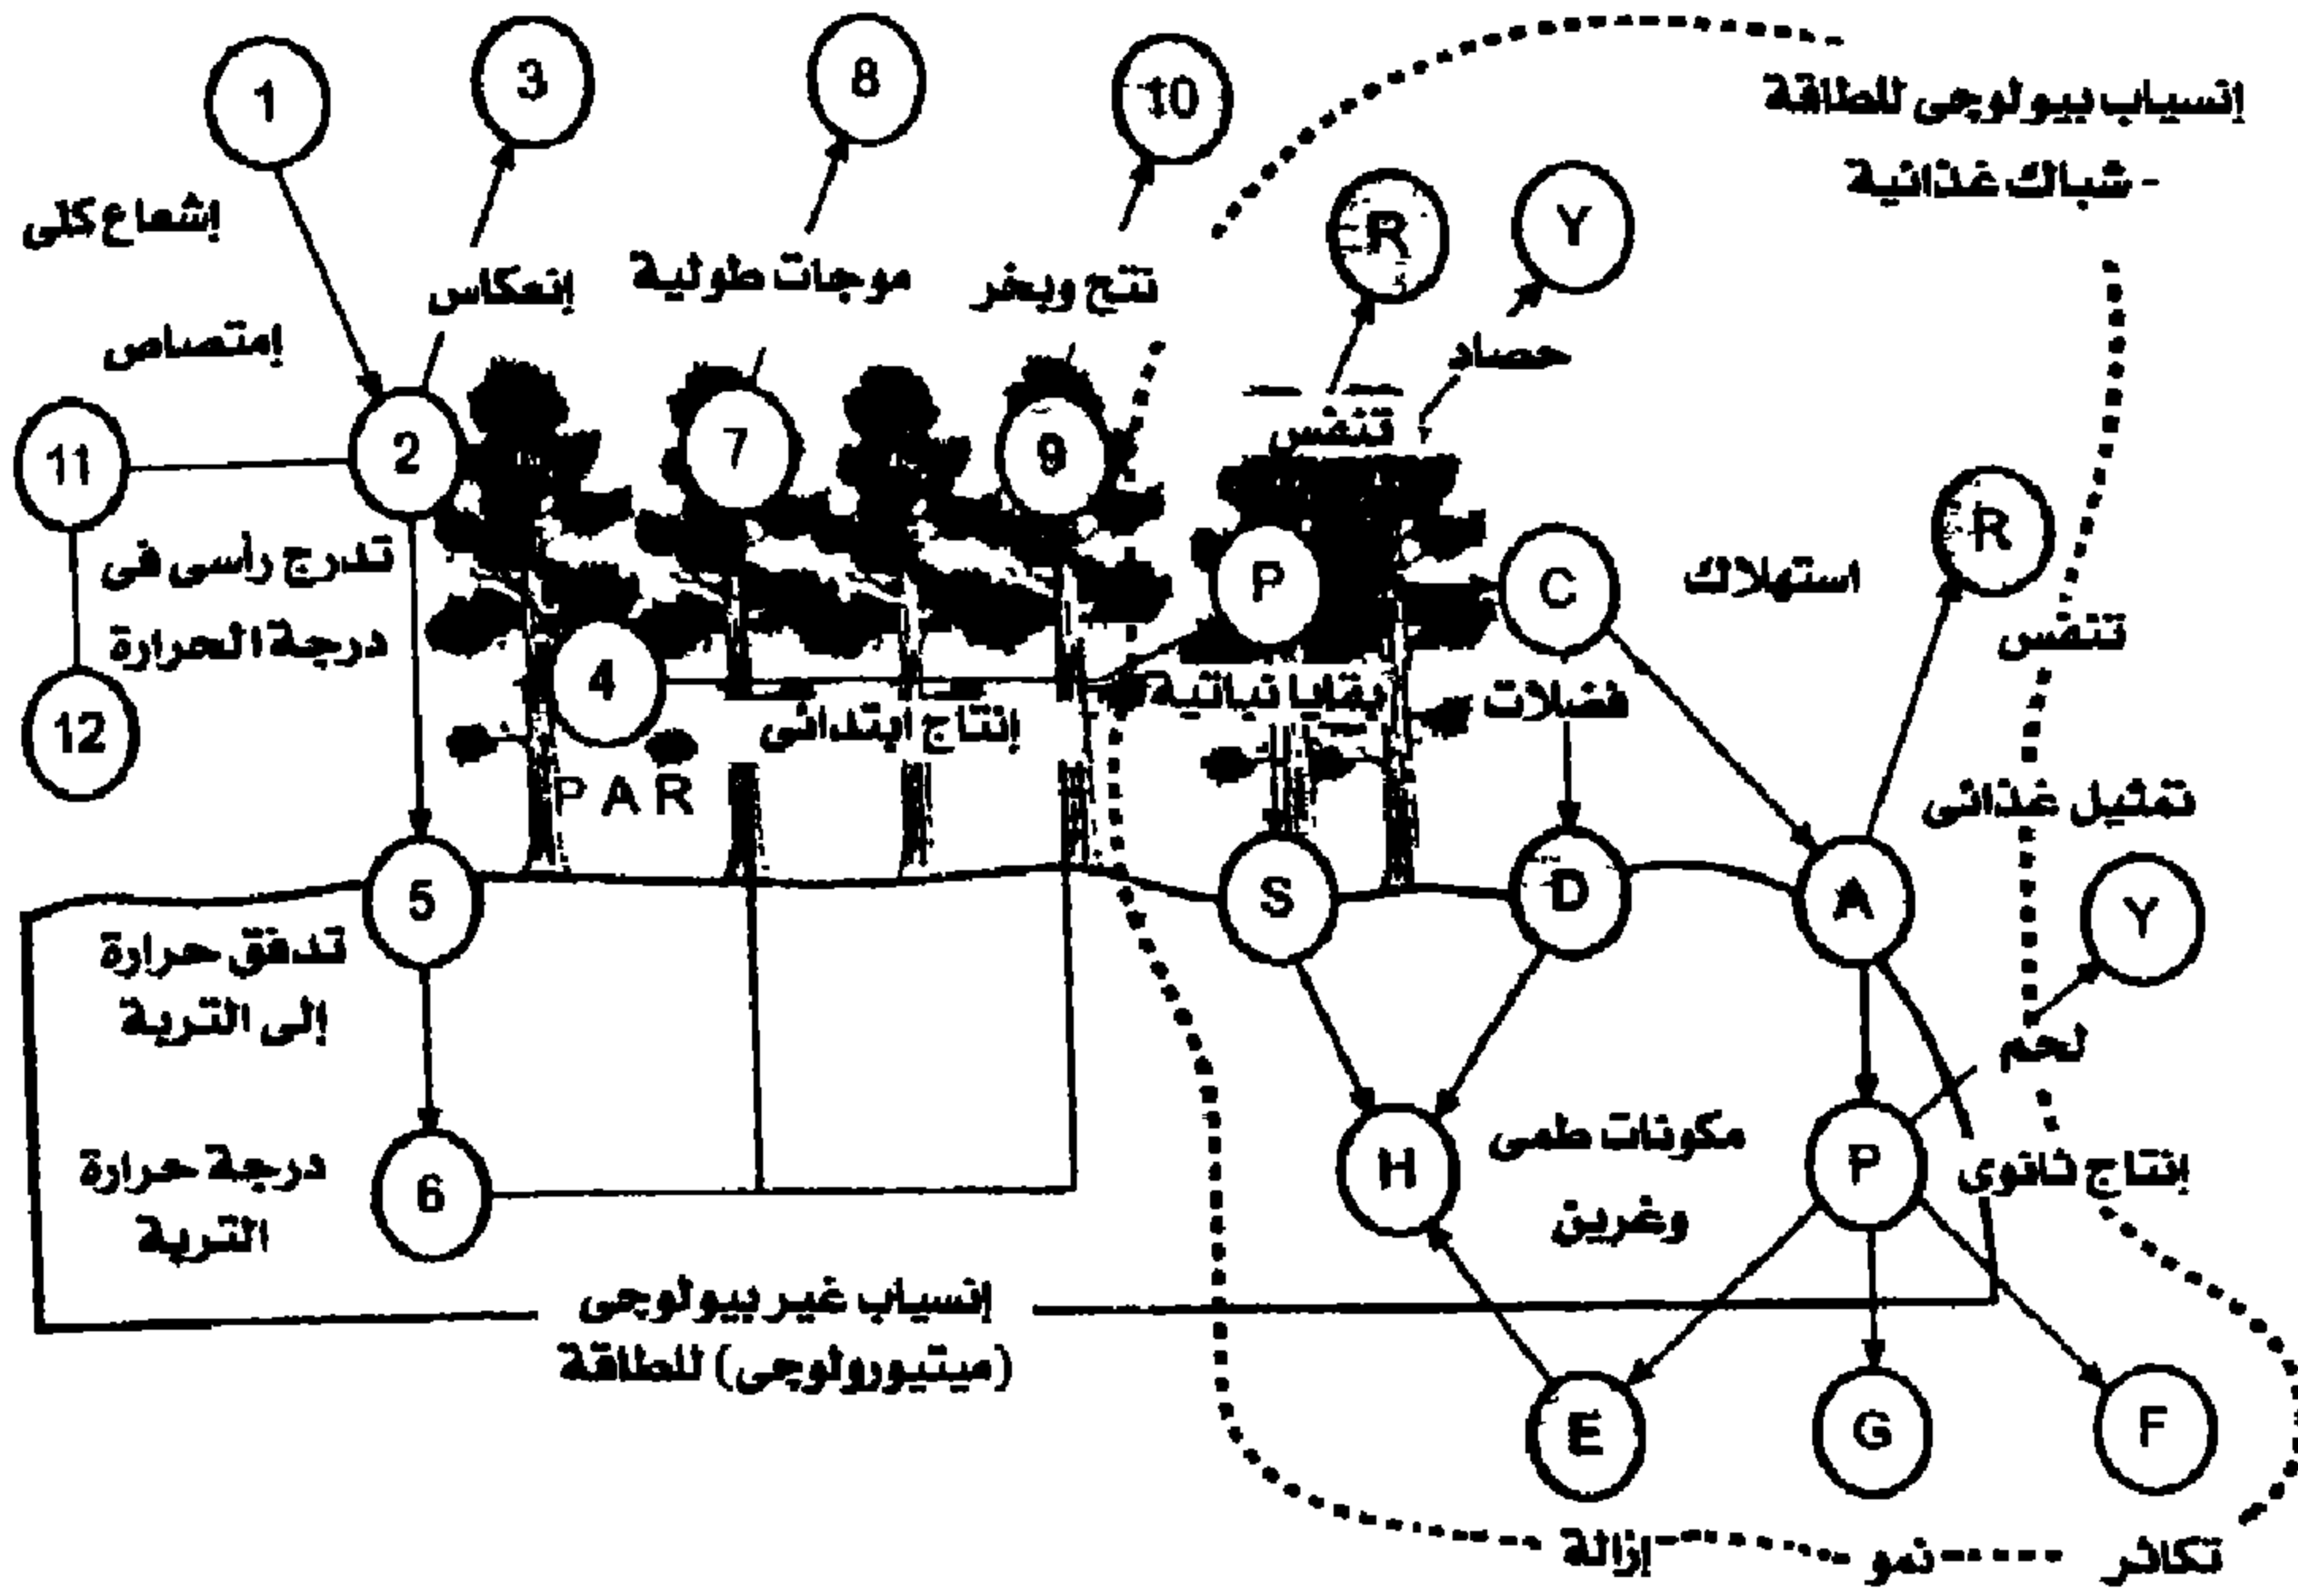 1
3
8
10
إنسياب بيولوجى للطاقة
- شباك غذائية
R
Y
إشعاع كلى
إنعكاس
موجات طولية
نتح وبخر
إمتصاص
حصاد
تنفس
11
2
7
9
R
تدرج رأسى فى
درجة الحرارة
P
C
استهلاك
تنفس
4
12
إنتاج ابتدائى
بقايا نباتية
فضلات
PAR
تمثيل غذائى
5
S
D
A
Y
تدفق حرارة
إلى التربة
لحم
درجة حرارة
التربة
6
H
مكونات طمى
وغرين
P
إنتاج ثانوى
إنسياب غير بيولوجى
(ميتيورولوجى) للطاقة
E
G
F
إزالة
نمو
تكاثر